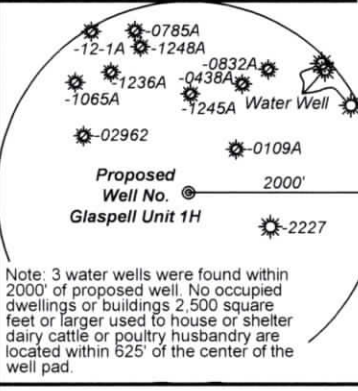 -0785A
-12-1A
-1248A
-0832A
-1236A
-0438A
-1065A
-1245A
Water Well
-02962
-0109A
Proposed
Well No.
Glaspell Unit 1H
2000'
-2227
Note: 3 water wells were found within
2000' of proposed well. No occupied
dwellings or buildings 2,500 square
feet or larger used to house or shelter
dairy cattle or poultry husbandry are
located within 625' of the center of the
well pad.